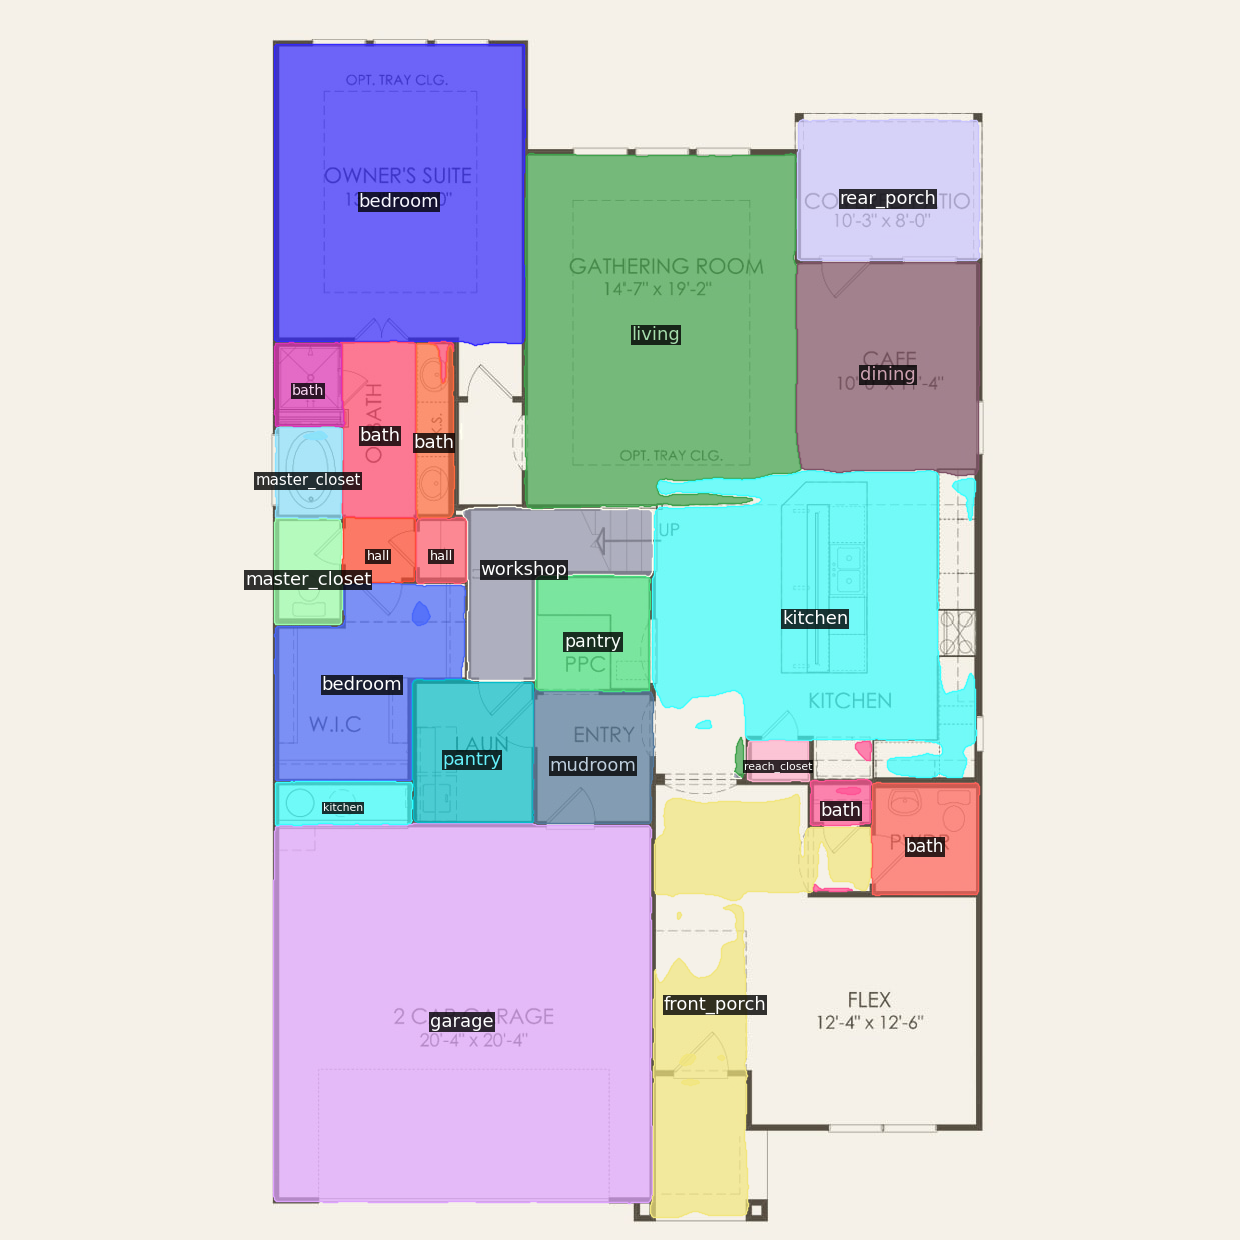 OPT. TRAY CLG.
OWNER'S SUITE
bedroom
rear_porch
10'-3" x 8'-0"
GATHERING ROOM
14'-7" x 19'-2"
living
CAFE
dining
bath
bath
bath
OPT. TRAY CLG.
master_closet
UP
hall
hall
workshop
master_closet
kitchen
pantry
PPC
bedroom
KITCHEN
W.I.C
ENTRY
pantry
mudroom
reach_closet
kitchen
bath
bath
front_porch
FLEX
12'-4" x 12'-6"
2 CAR GARAGE
garage
20'-4" x 20'-4"